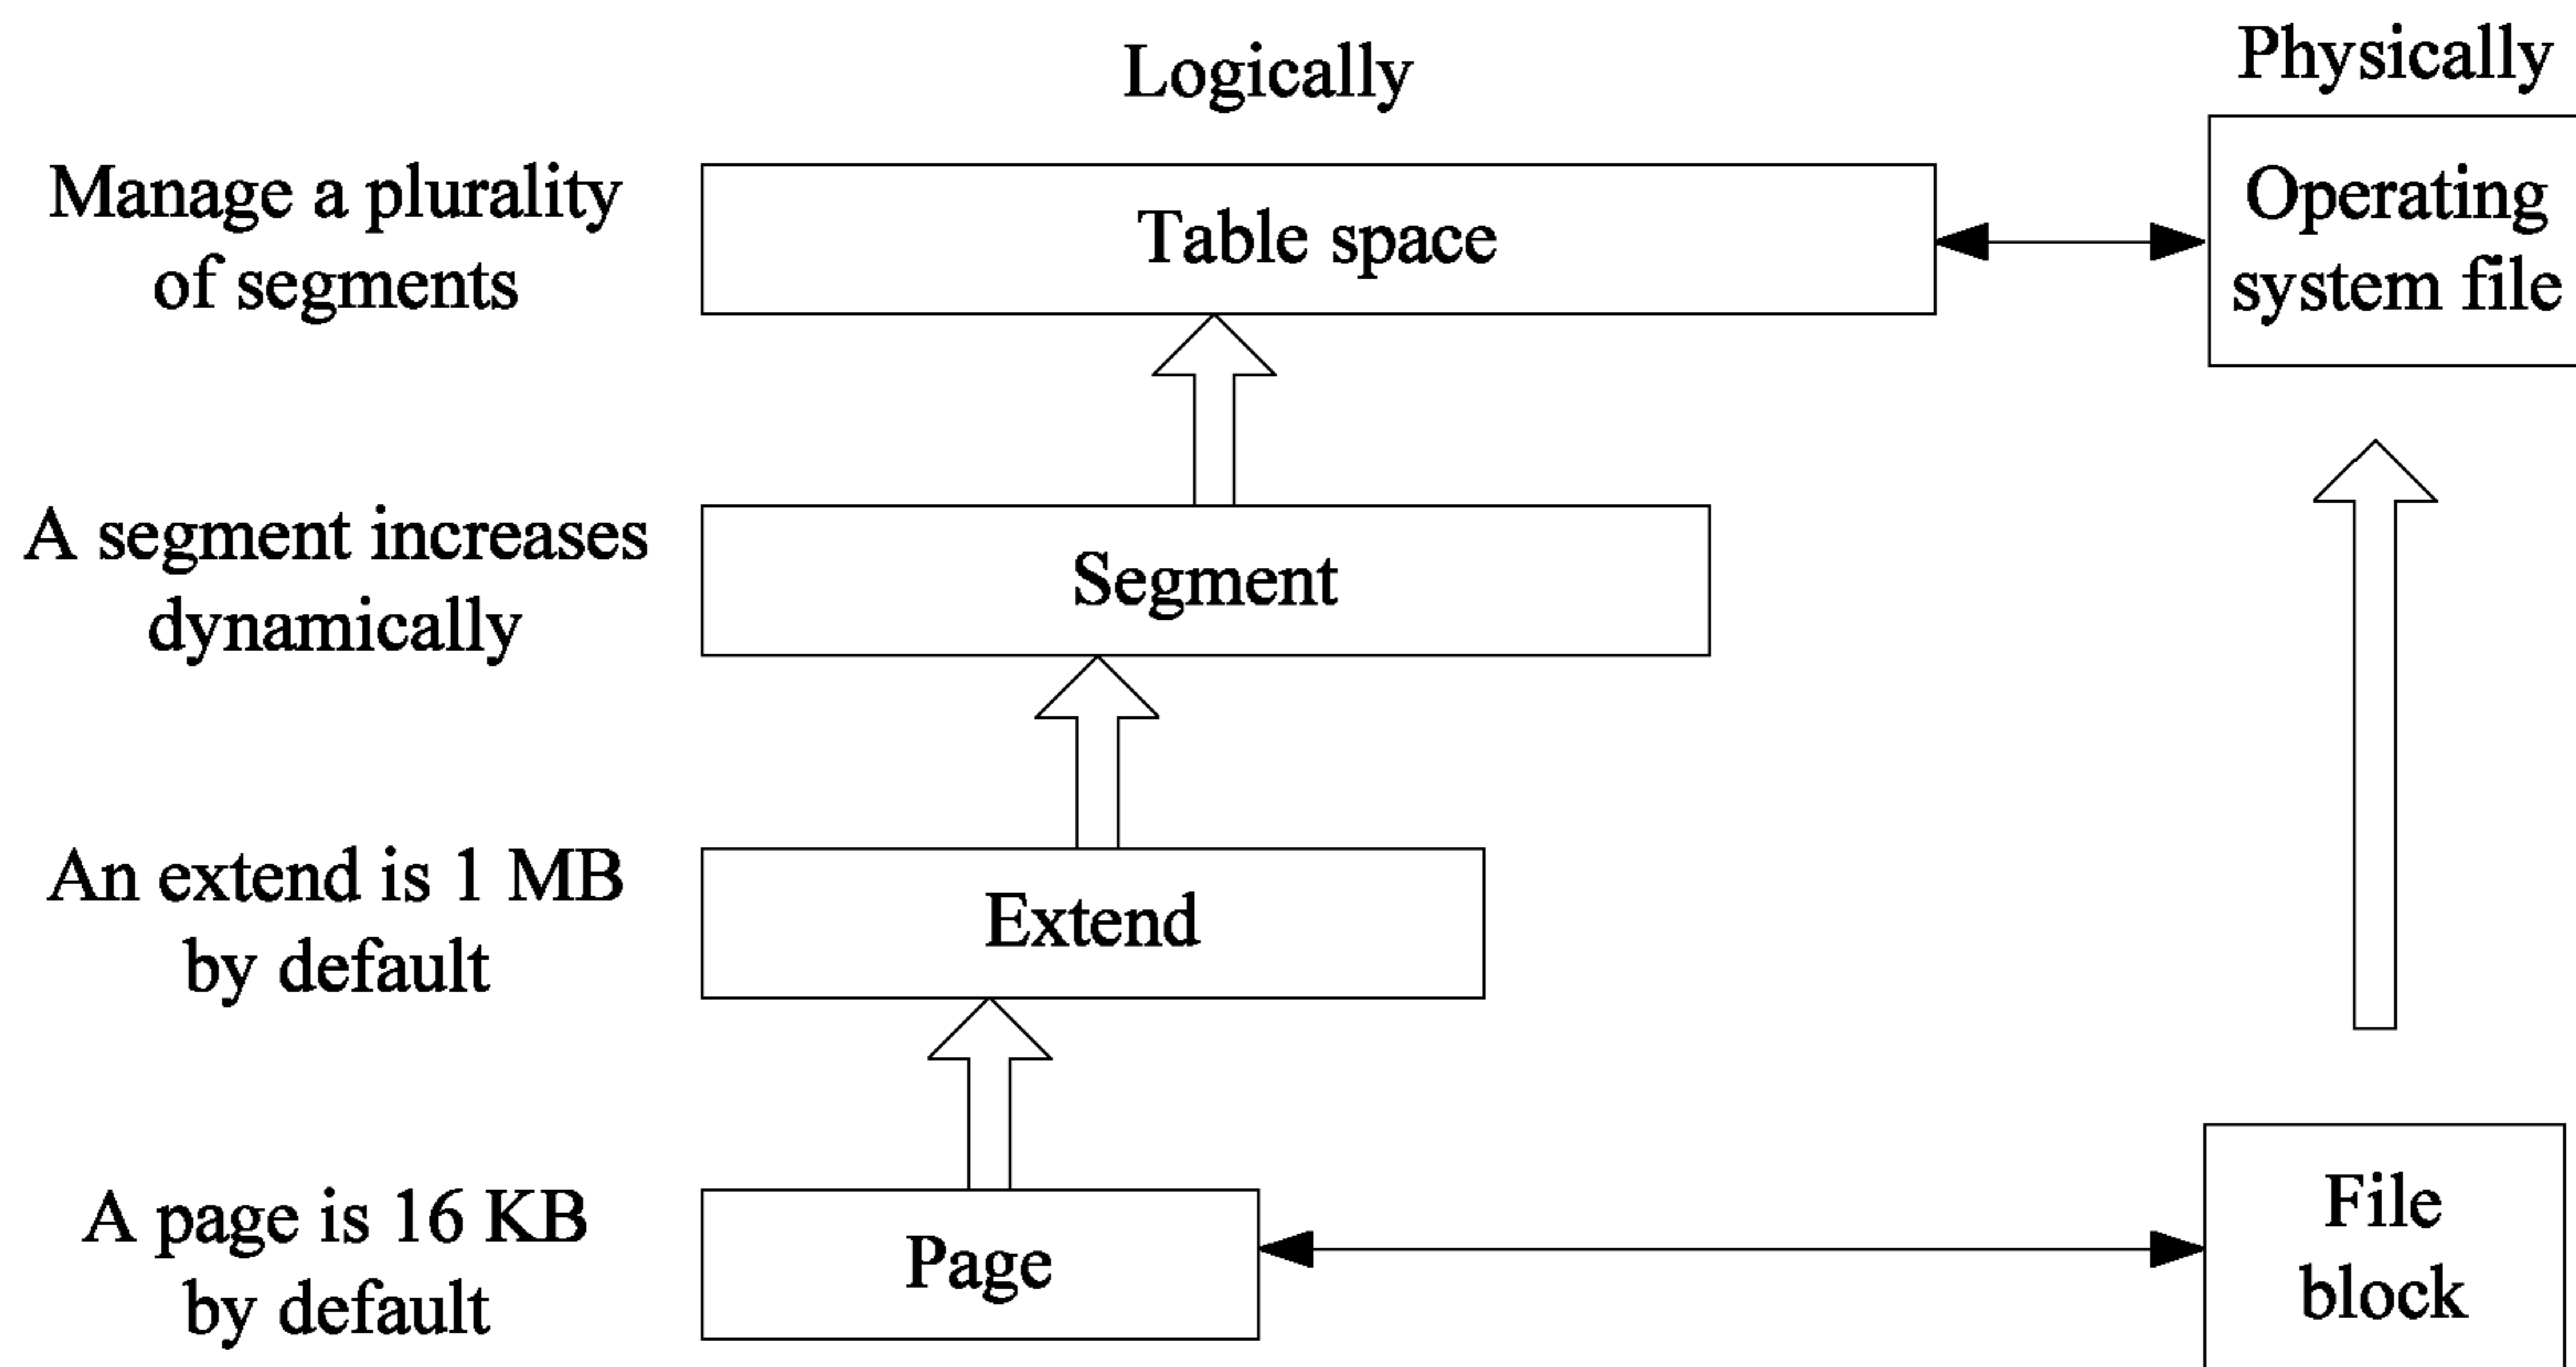 Logically
Physically
Manage a plurality
of segments
Table space
Operating
system file
A segment increases
dynamically
Segment
An extend is 1 MB
by default
Extend
A page is 16 KB
by default
Page
File
block